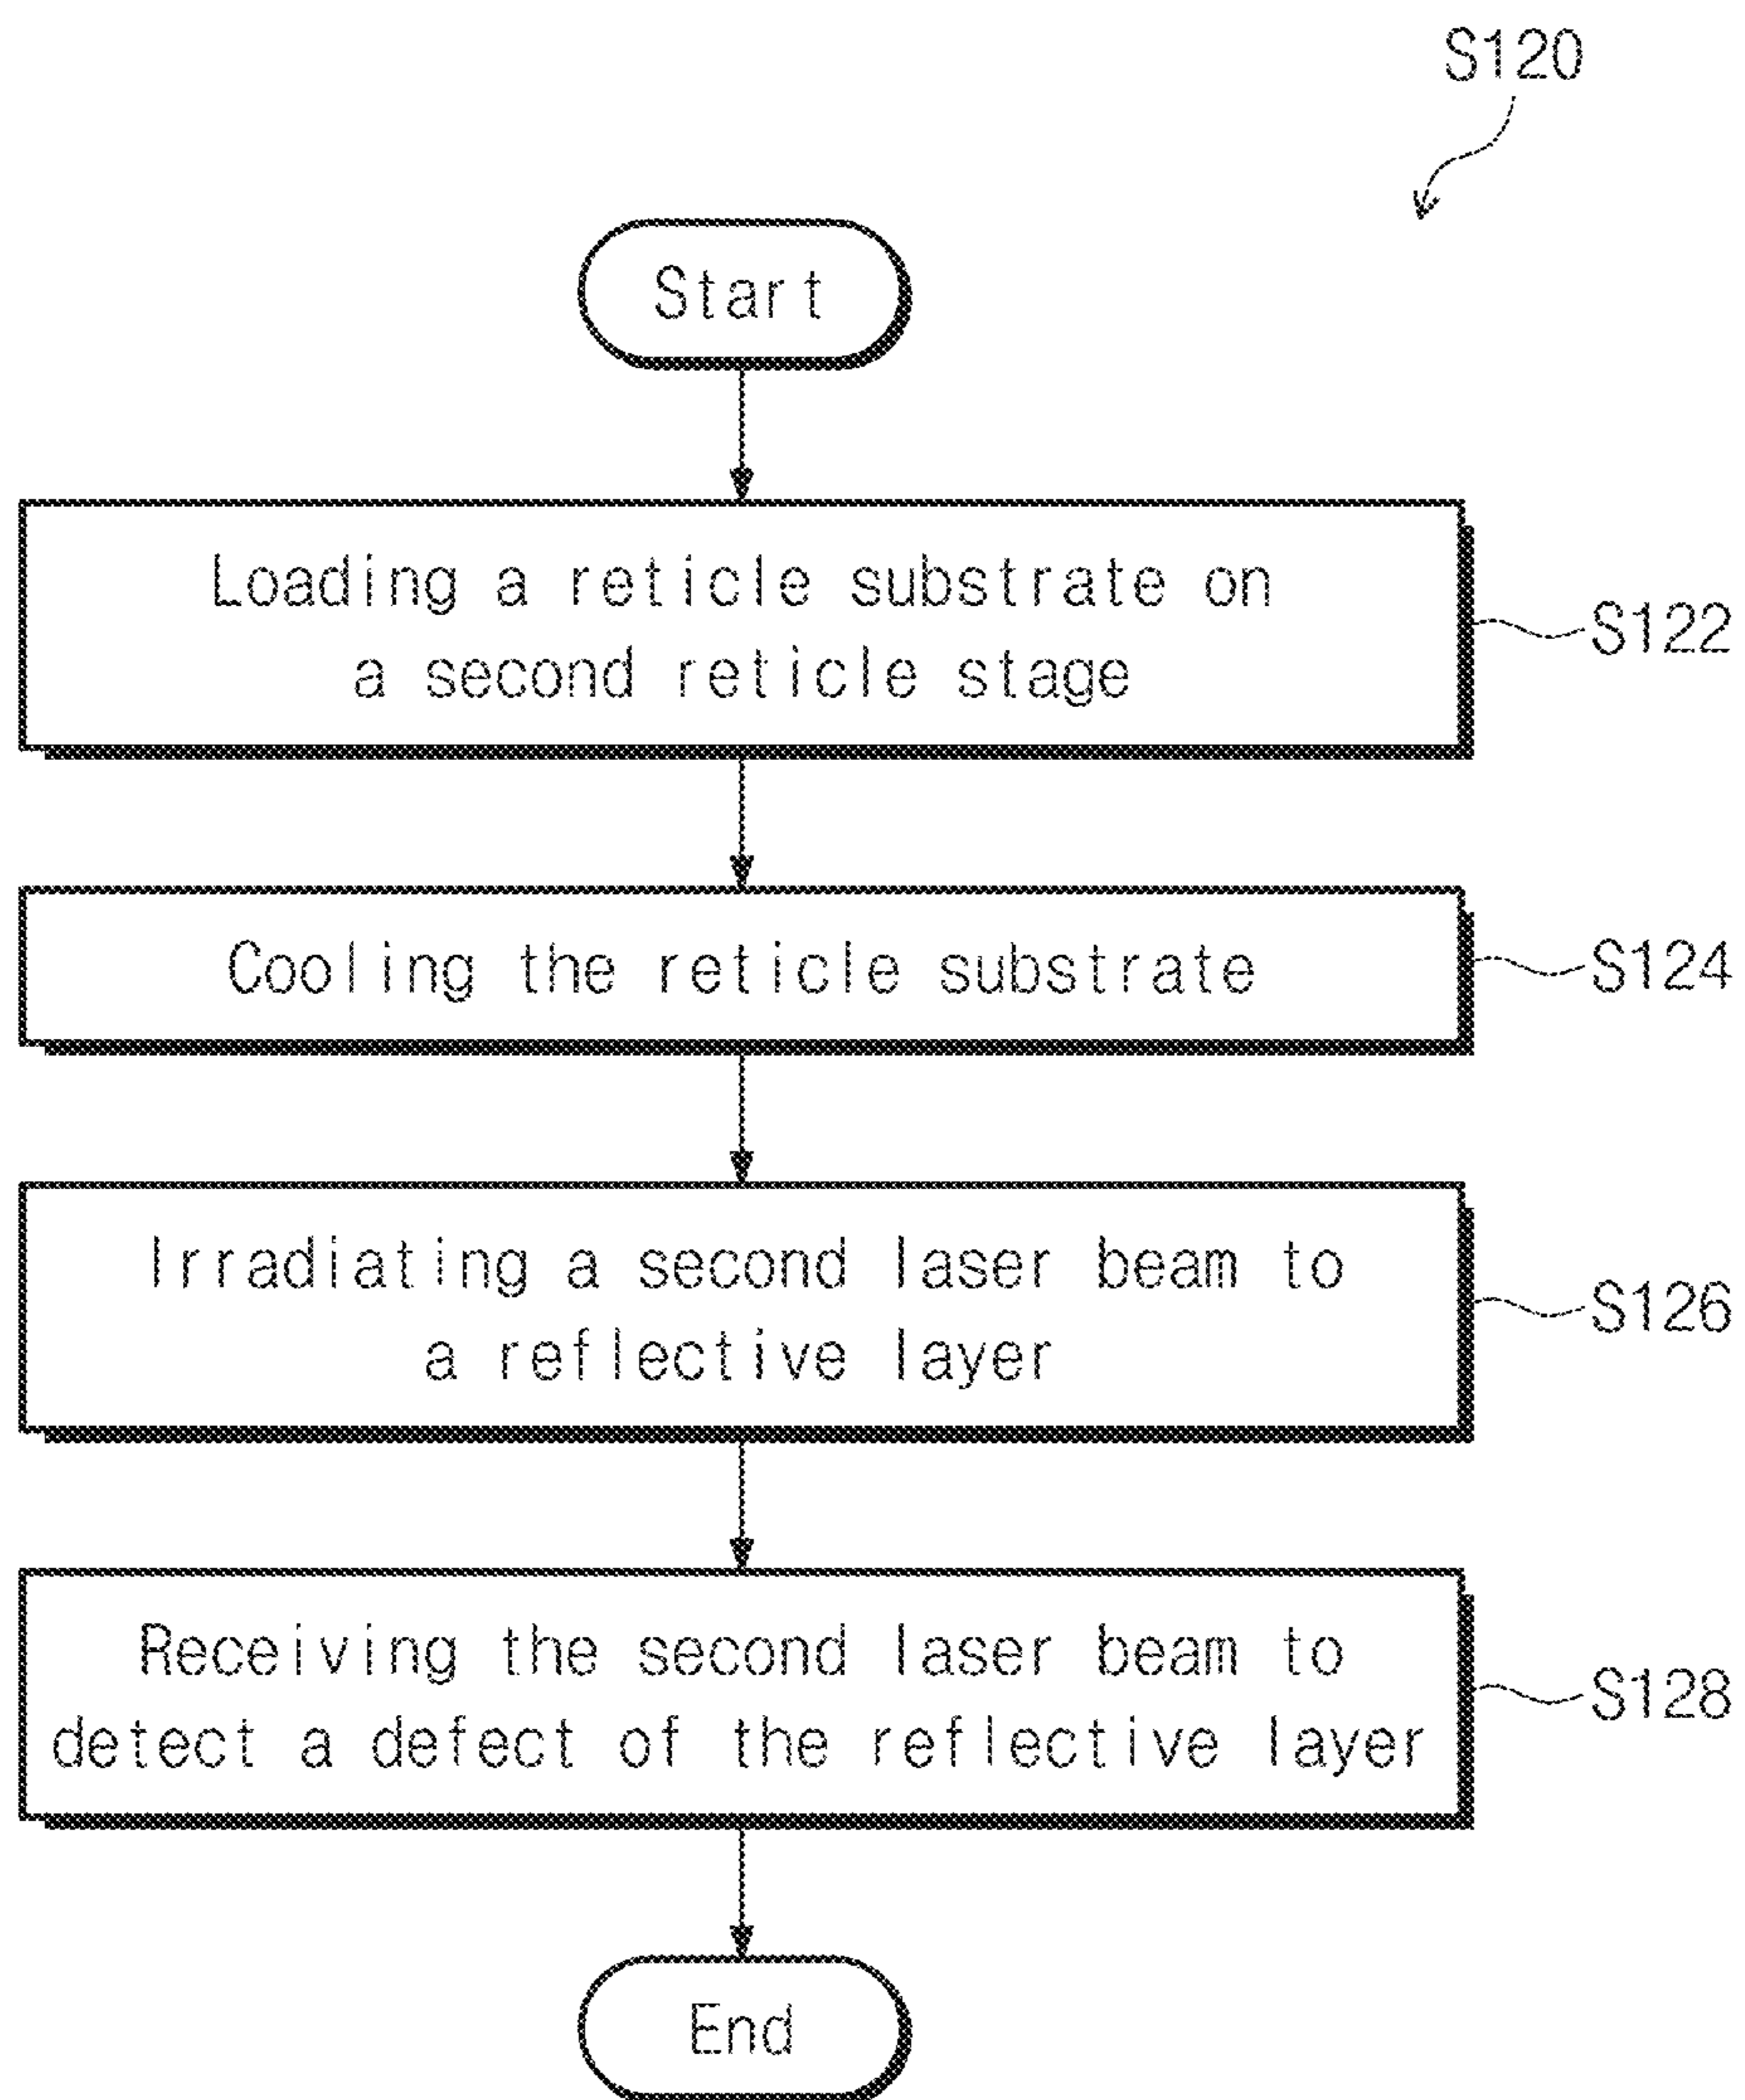 S120
Start
Loading a reticle substrate on
a second reticle stage
S122
Cooling the reticle substrate
S124
Irradiating a second laser beam to
a reflective layer
S126
Receiving the second laser beam to
detect a defect of the reflective layer
S128
End